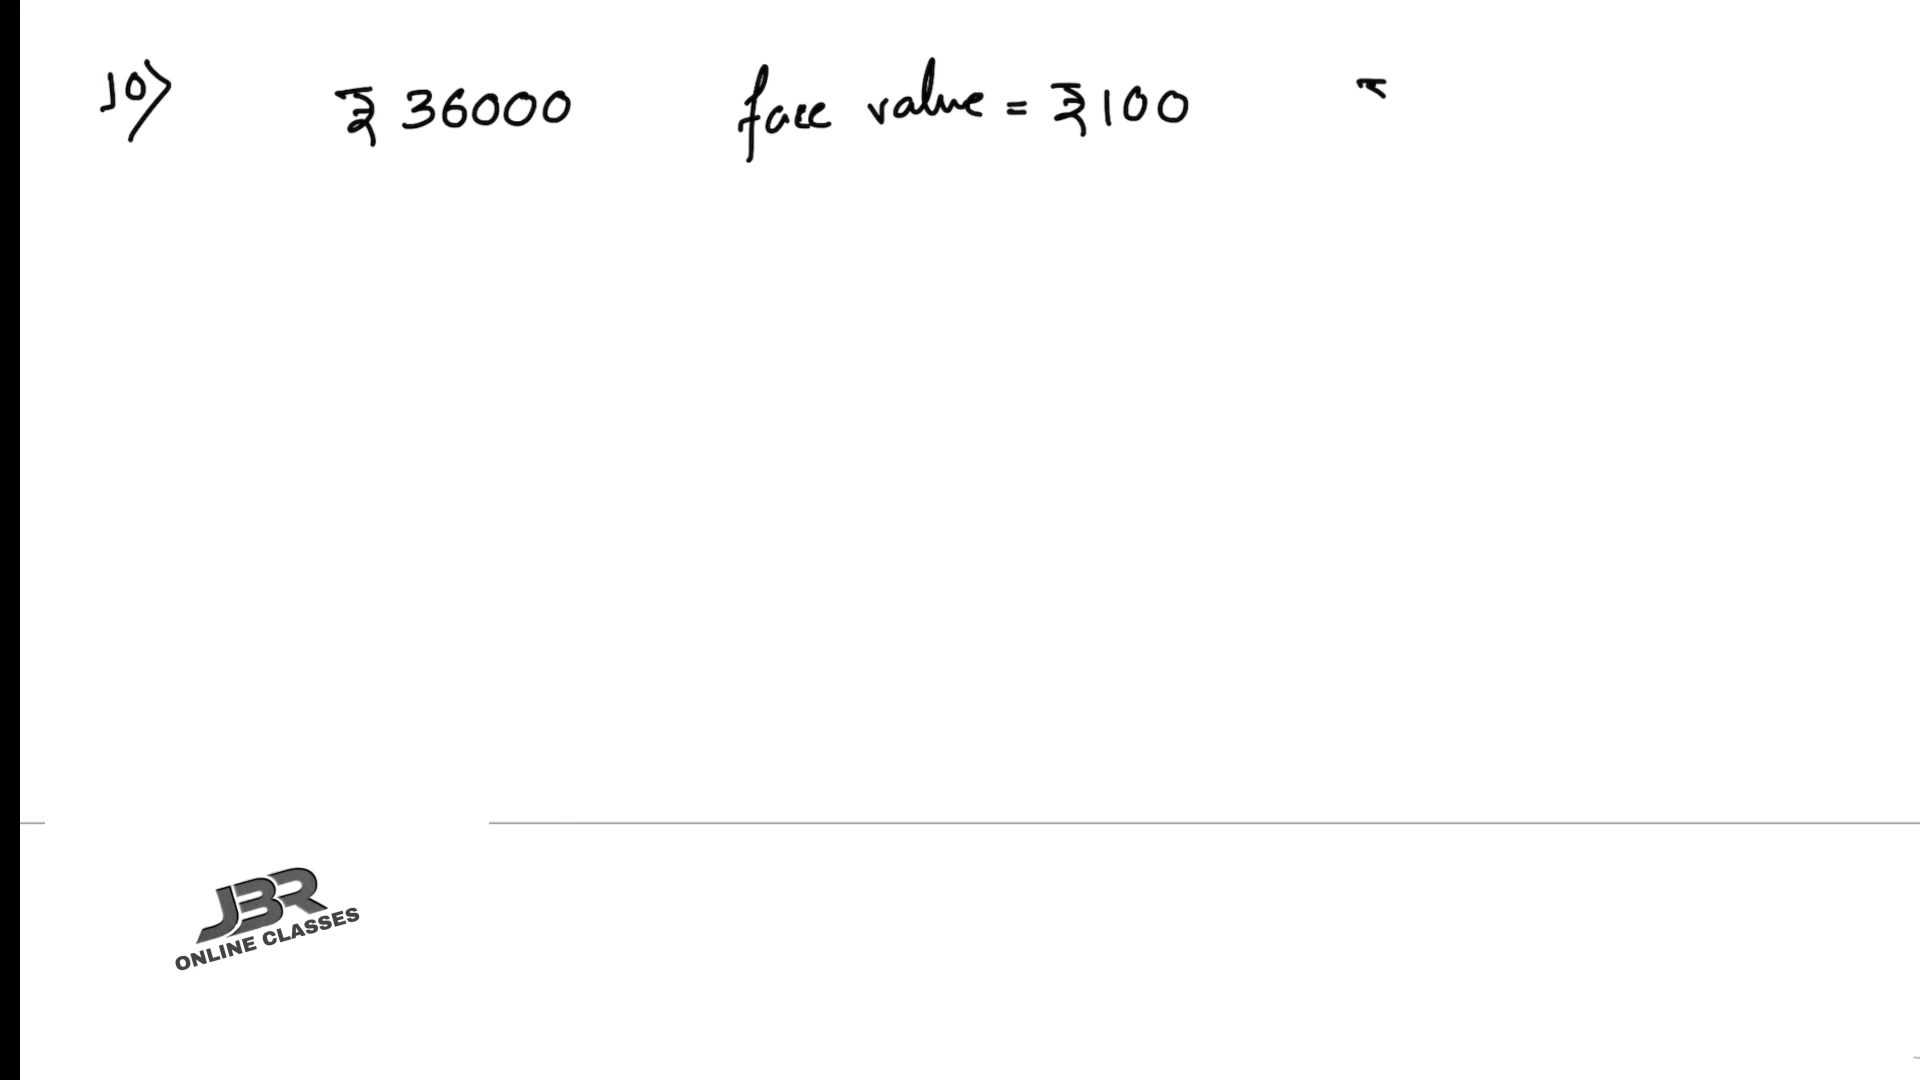 10) ₹ 36000 face value = ₹100
JBR
ONLINE CLASSES